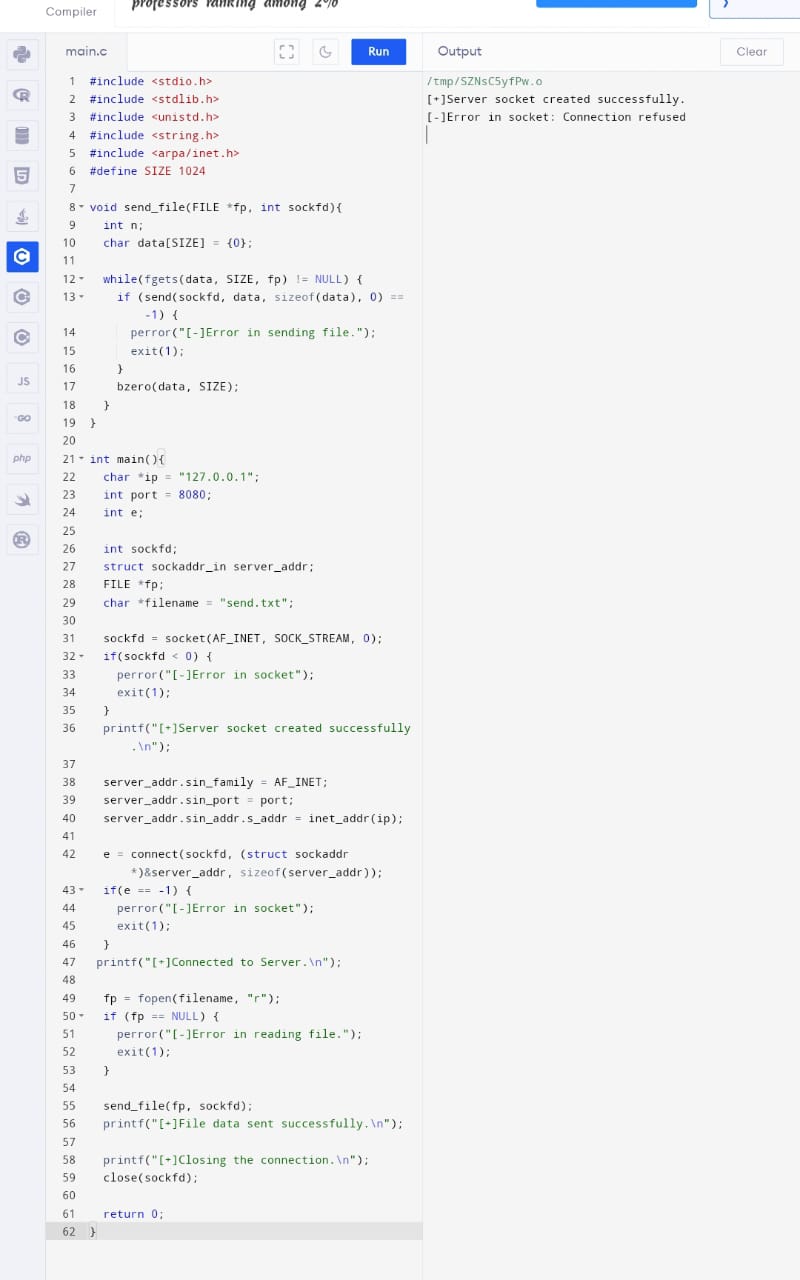 Compiler
professors ranking among 2%
main.c
Run
Output
Clear
JS
GO
php
1 #include <stdio.h>
2 #include <stdlib.h>
3 #include <unistd.h>
4 #include <string.h>
5 #include <arpa/inet.h>
6 #define SIZE 1024
7
8 void send_file(FILE *fp, int sockfd){
9 int n;
10 char data[SIZE] = {0};
11
12 while(fgets(data, SIZE, fp) != NULL) {
13 if (send(sockfd, data, sizeof(data), 0) ==
-1) {
14 perror("[-]Error in sending file.");
15 exit(1);
16 }
17 bzero(data, SIZE);
18 }
19 }
20
21 int main(){
22 char *ip = "127.0.0.1";
23 int port = 8080;
24 int e;
25
26 int sockfd;
27 struct sockaddr_in server_addr;
28 FILE *fp;
29 char *filename = "send.txt";
30
31 sockfd = socket(AF_INET, SOCK_STREAM, 0);
32 if(sockfd < 0) {
33 perror("[-]Error in socket");
34 exit(1);
35 }
36 printf("[+]Server socket created successfully
.\n");
37
38 server_addr.sin_family = AF_INET;
39 server_addr.sin_port = port;
40 server_addr.sin_addr.s_addr = inet_addr(ip);
41
42 e = connect(sockfd, (struct sockaddr
*)&server_addr, sizeof(server_addr));
43 if(e == -1) {
44 perror("[-]Error in socket");
45 exit(1);
46 }
47 printf("[+]Connected to Server.\n");
48
49 fp = fopen(filename, "r");
50 if (fp == NULL) {
51 perror("[-]Error in reading file.");
52 exit(1);
53 }
54
55 send_file(fp, sockfd);
56 printf("[+]File data sent successfully.\n");
57
58 printf("[+]Closing the connection.\n");
59 close(sockfd);
60
61 return 0;
62 }
/tmp/SZNsC5yfPw.o
[+]Server socket created successfully.
[-]Error in socket: Connection refused